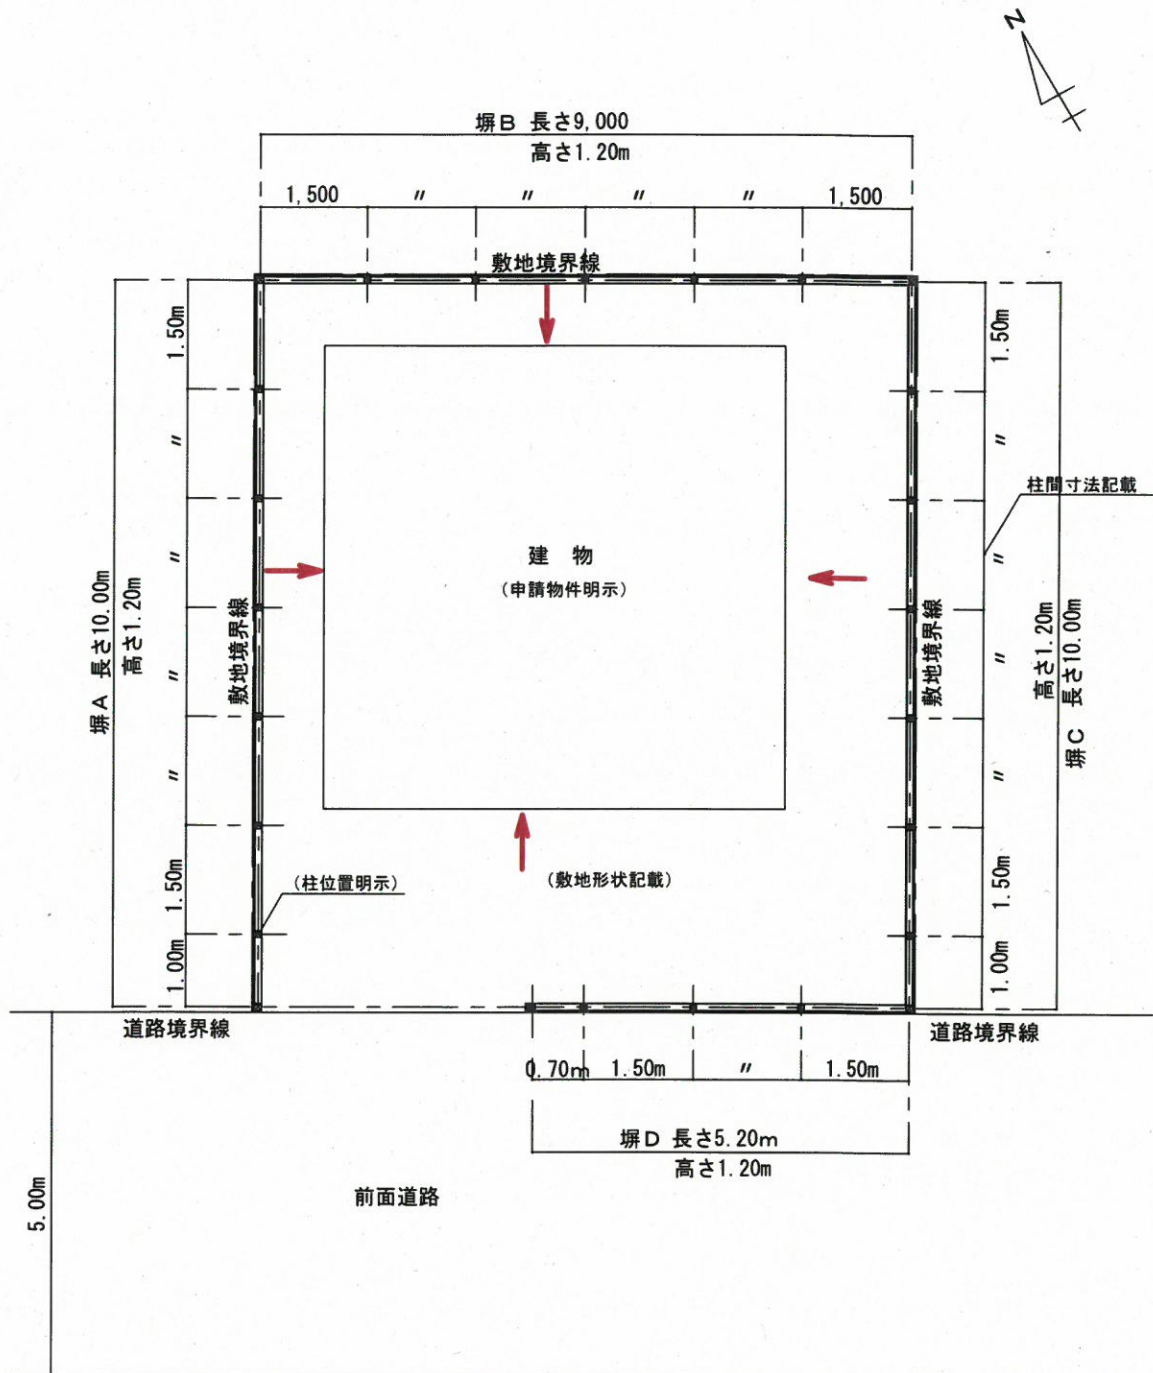 N
塀B 長さ9,000
高さ1.20m
1,500 〃 〃 〃 〃 1,500
敷地境界線
1.50m
〃
〃
〃
〃
1.50m
1.00m
塀A 長さ10.00m
高さ1.20m
敷地境界線
建 物
(申請物件明示)
(柱位置明示)
(敷地形状記載)
敷地境界線
1.50m
〃
〃
〃
〃
1.50m
1.00m
柱間寸法記載
高さ1.20m
塀C 長さ10.00m
道路境界線
道路境界線
0.70m 1.50m 〃 1.50m
塀D 長さ5.20m
高さ1.20m
前面道路
5.00m